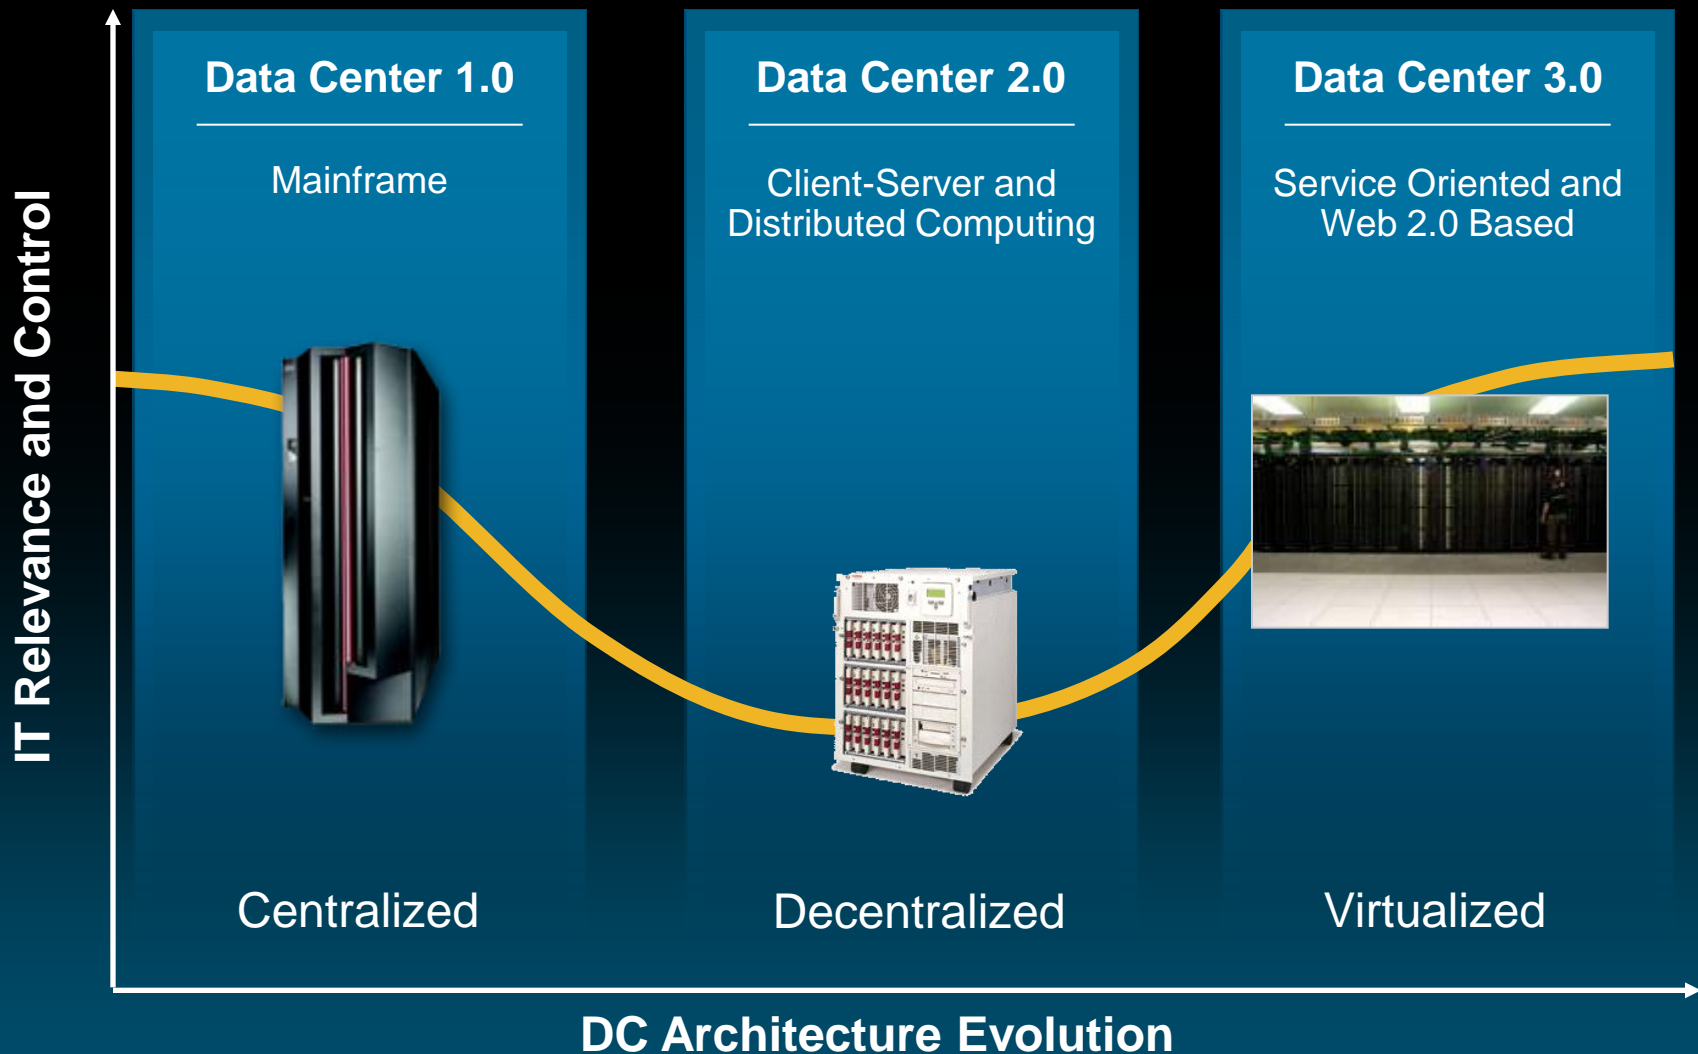 IT Relevance and Control
Data Center 1.0
Mainframe
Centralized
Data Center 2.0
Client-Server and
Distributed Computing
Decentralized
Data Center 3.0
Service Oriented and
Web 2.0 Based
Virtualized
DC Architecture Evolution